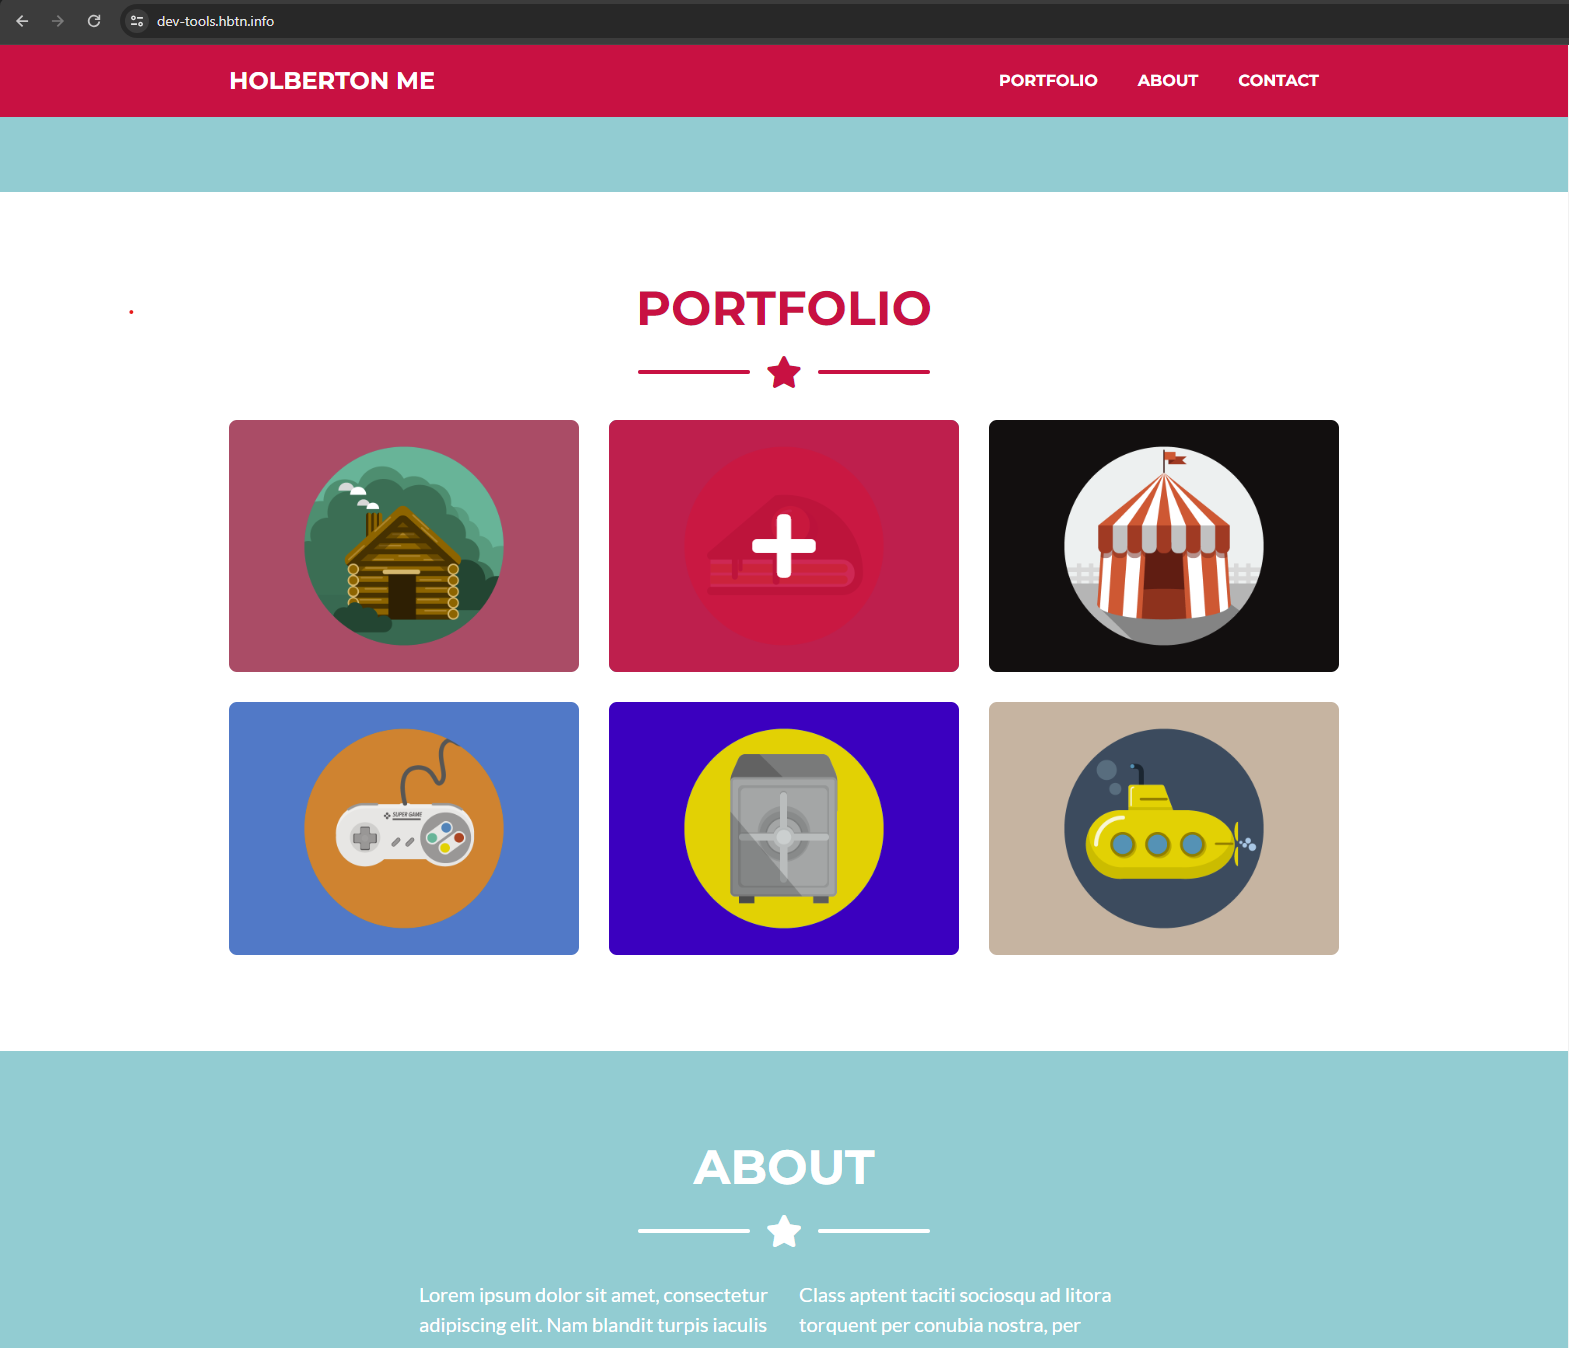 dev-tools.hbtn.info
HOLBERTON ME
PORTFOLIO
ABOUT
CONTACT
PORTFOLIO
SUPER GAME
ABOUT
Lorem ipsum dolor sit amet, consectetur
adipiscing elit. Nam blandit turpis iaculis
Class aptent taciti sociosqu ad litora
torquent per conubia nostra, per